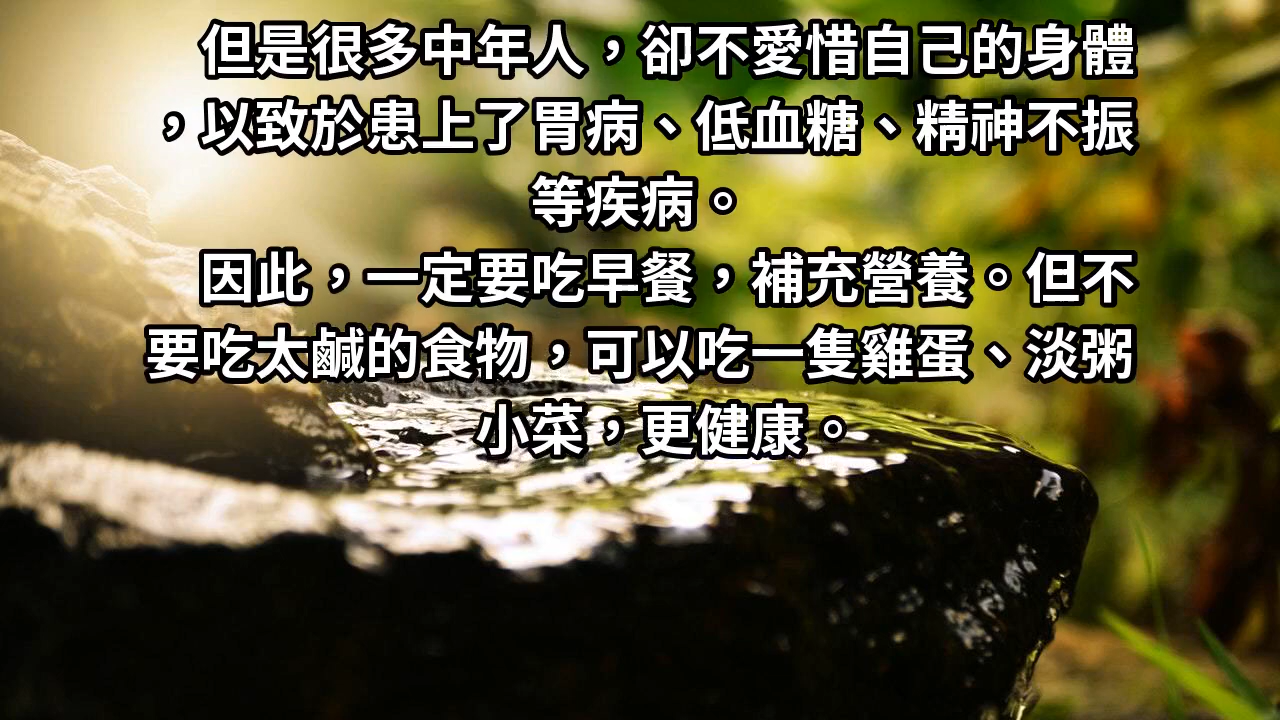 但是很多中年人，卻不愛惜自己的身體
，以致於患上了胃病、低血糖、精神不振
等疾病。
因此，一定要吃早餐，補充營養。但不
要吃太鹹的食物，可以吃一隻雞蛋、淡粥
小菜，更健康。